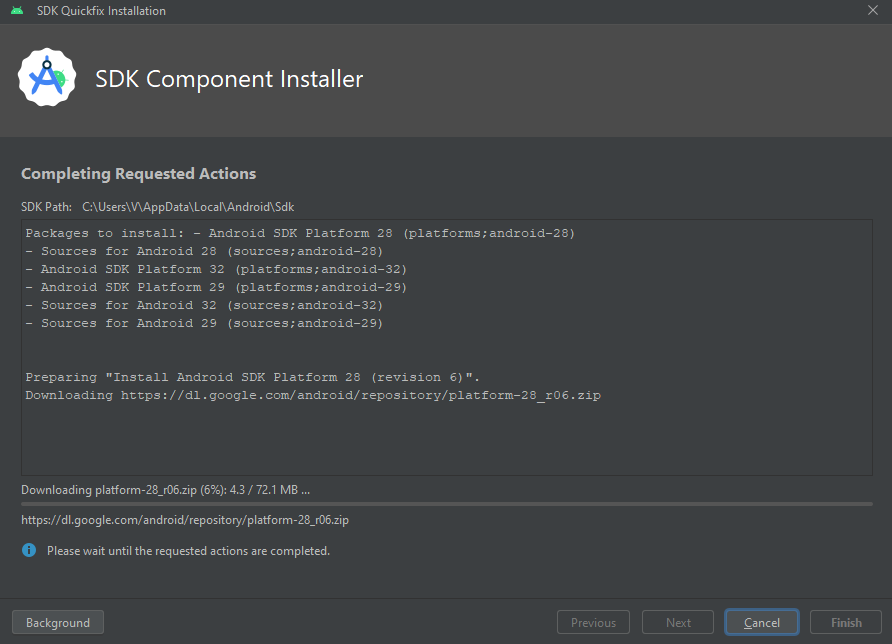 SDK Quickfix Installation
SDK Component Installer
Completing Requested Actions
SDK Path: C:\Users\V\AppData\Local\Android\Sdk
Packages to install: - Android SDK Platform 28 (platforms;android-28)
- Sources for Android 28 (sources;android-28)
- Android SDK Platform 32 (platforms;android-32)
- Android SDK Platform 29 (platforms;android-29)
- Sources for Android 32 (sources;android-32)
- Sources for Android 29 (sources;android-29)
Preparing "Install Android SDK Platform 28 (revision 6)".
Downloading https://dl.google.com/android/repository/platform-28_r06.zip
Downloading platform-28_r06.zip (6%): 4.3 / 72.1 MB ...
https://dl.google.com/android/repository/platform-28_r06.zip
Please wait until the requested actions are completed.
Background Previous Next Cancel Finish